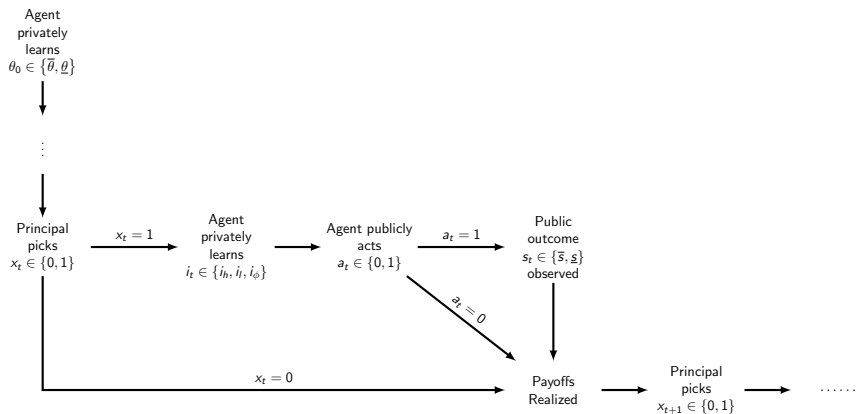 Agent
privately
learns
θ₀ ∈ {θ̅, θ̲}
⋮
Principal
picks
xₜ ∈ {0, 1}
xₜ = 1
Agent
privately
learns
iₜ ∈ {iₕ, iₗ, i_ϕ}
Agent publicly
acts
aₜ ∈ {0, 1}
aₜ = 1
Public
outcome
sₜ ∈ {s̅, s̲}
observed
aₜ = 0
xₜ = 0
Payoffs
Realized
Principal
picks
xₜ₊₁ ∈ {0, 1}
······